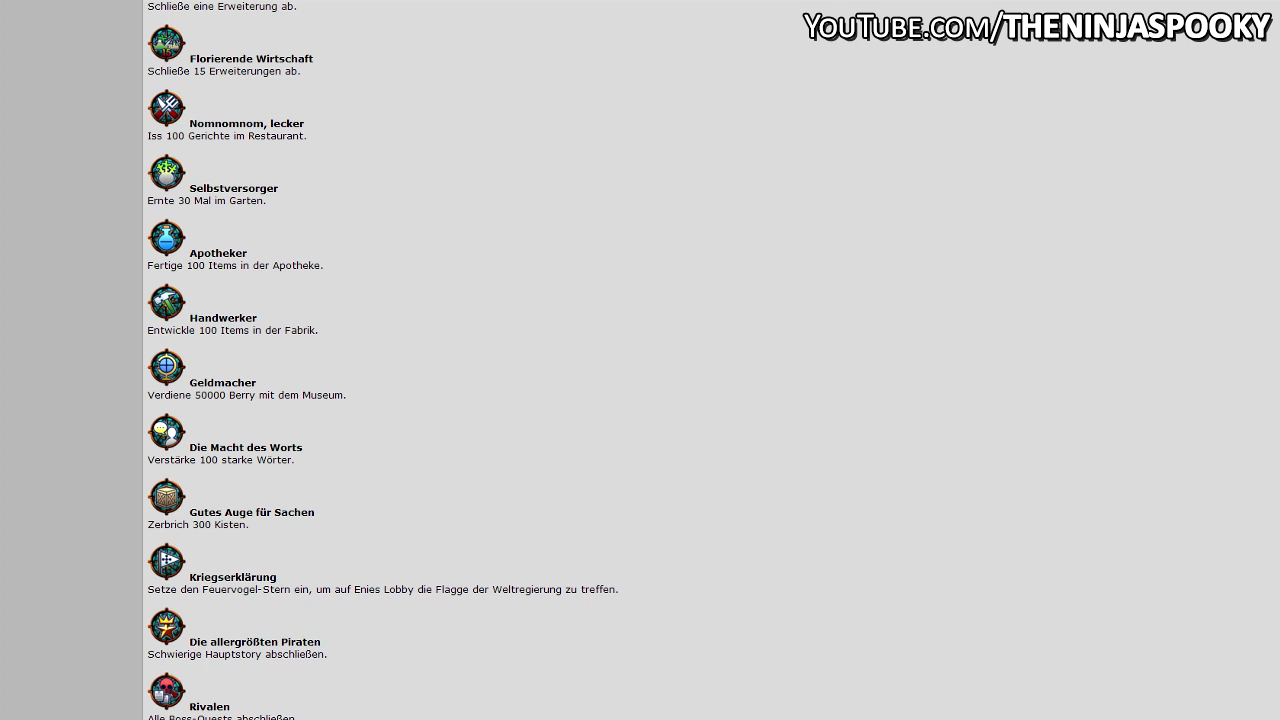 Schließe eine Erweiterung ab.
YouTube.com/THENINJASPOOKY
Florierende Wirtschaft
Schließe 15 Erweiterungen ab.
Nomnomnom, lecker
Iss 100 Gerichte im Restaurant.
Selbstversorger
Ernte 30 Mal im Garten.
Apotheker
Fertige 100 Items in der Apotheke.
Handwerker
Entwickle 100 Items in der Fabrik.
Geldmacher
Verdiene 50000 Berry mit dem Museum.
Die Macht des Worts
Verstärke 100 starke Wörter.
Gutes Auge für Sachen
Zerbrich 300 Kisten.
Kriegserklärung
Setze den Feuervogel-Stern ein, um auf Enies Lobby die Flagge der Weltregierung zu treffen.
Die allergrößten Piraten
Schwierige Hauptstory abschließen.
Rivalen
Alle Boss-Quests abschließen